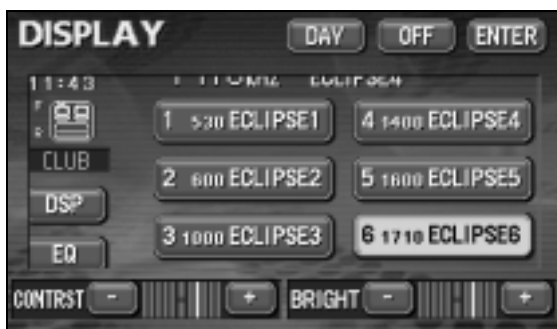 DISPLAY DAY OFF ENTER
11:43
ECLIPSE4
F
R
CLUB
DSP
EQ
1 530 ECLIPSE1
4 1400 ECLIPSE4
2 600 ECLIPSE2
5 1600 ECLIPSE5
3 1000 ECLIPSE3
6 1710 ECLIPSE6
CONTRST - + BRIGHT - +